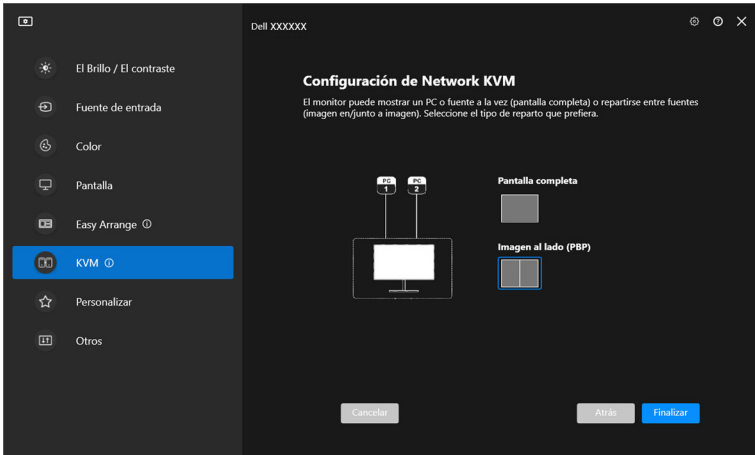 Dell XXXXXX
El Brillo / El contraste
Fuente de entrada
Color
Pantalla
Easy Arrange
KVM
Personalizar
Otros
Configuración de Network KVM
El monitor puede mostrar un PC o fuente a la vez (pantalla completa) o repartirse entre fuentes
(imagen en/junto a imagen). Seleccione el tipo de reparto que prefiera.
PC
1
PC
2
Pantalla completa
Imagen al lado (PBP)
Cancelar
Atrás
Finalizar